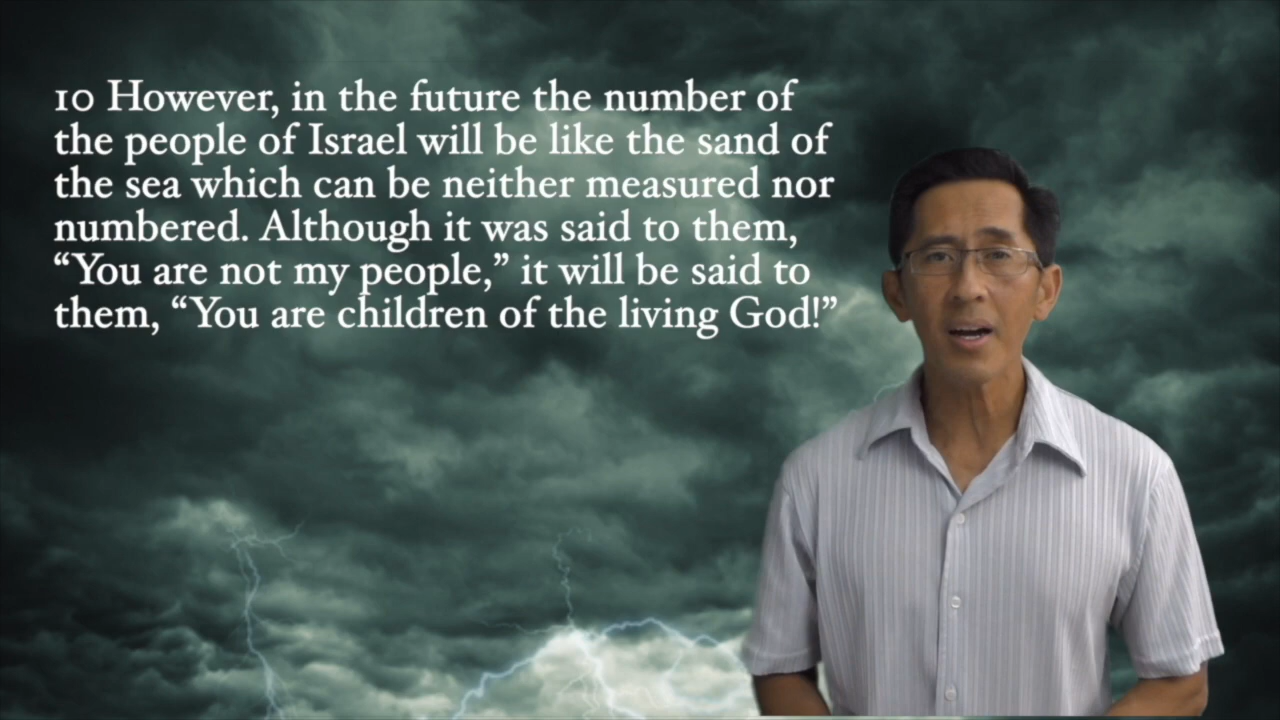 10 However, in the future the number of
the people of Israel will be like the sand of
the sea which can be neither measured nor
numbered. Although it was said to them,
“You are not my people,” it will be said to
them, “You are children of the living God!”